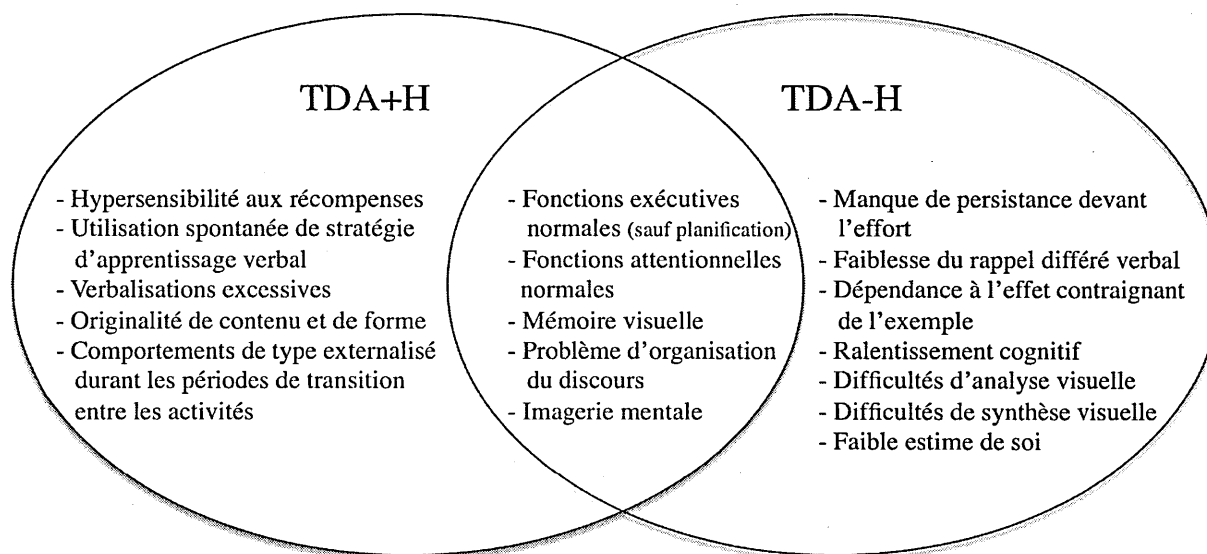 TDA+H
- Hypersensibilité aux récompenses
- Utilisation spontanée de stratégie
d'apprentissage verbal
- Verbalisations excessives
- Originalité de contenu et de forme
- Comportements de type externalisé
durant les périodes de transition
entre les activités
- Fonctions exécutives
normales (sauf planification)
- Fonctions attentionnelles
normales
- Mémoire visuelle
- Problème d'organisation
du discours
- Imagerie mentale
TDA-H
- Manque de persistance devant
l'effort
- Faiblesse du rappel différé verbal
- Dépendance à l'effet contraignant
de l'exemple
- Ralentissement cognitif
- Difficultés d'analyse visuelle
- Difficultés de synthèse visuelle
- Faible estime de soi